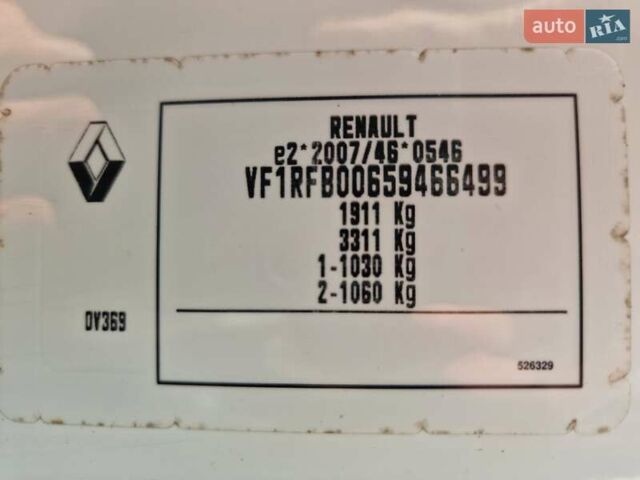 auto RIA.com
RENAULT
e2*2007/46*0546
VF1RFB00659466499
1911 Kg
3311 Kg
1-1030 Kg
2-1060 Kg
DV369
526329